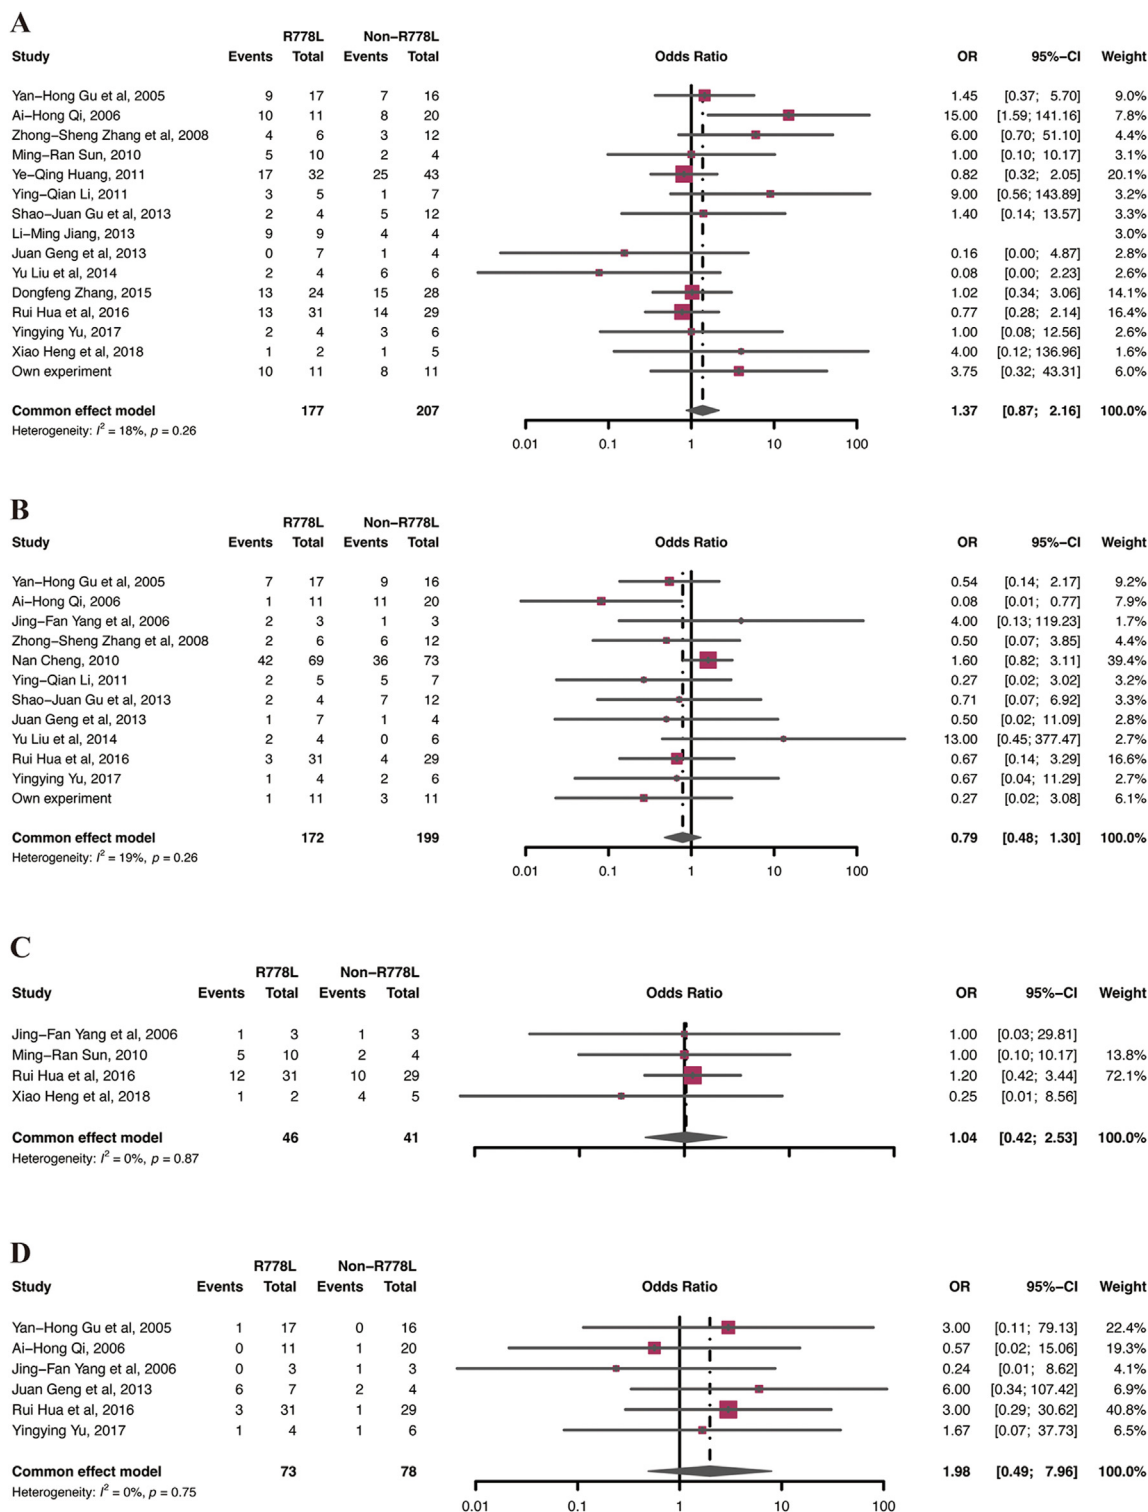 A
R778L Non−R778L
Study Events Total Events Total Odds Ratio OR 95%−CI Weight
Yan−Hong Gu et al, 2005 9 17 7 16 1.45 [0.37; 5.70] 9.0%
Ai−Hong Qi, 2006 10 11 8 20 15.00 [1.59; 141.16] 7.8%
Zhong−Sheng Zhang et al, 2008 4 6 3 12 6.00 [0.70; 51.10] 4.4%
Ming−Ran Sun, 2010 5 10 2 4 1.00 [0.10; 10.17] 3.1%
Ye−Qing Huang, 2011 17 32 25 43 0.82 [0.32; 2.05] 20.1%
Ying−Qian Li, 2011 3 5 1 7 9.00 [0.56; 143.89] 3.2%
Shao−Juan Gu et al, 2013 2 4 5 12 1.40 [0.14; 13.57] 3.3%
Li−Ming Jiang, 2013 9 9 4 4 3.0%
Juan Geng et al, 2013 0 7 1 4 0.16 [0.00; 4.87] 2.8%
Yu Liu et al, 2014 2 4 6 6 0.08 [0.00; 2.23] 2.6%
Dongfeng Zhang, 2015 13 24 15 28 1.02 [0.34; 3.06] 14.1%
Rui Hua et al, 2016 13 31 14 29 0.77 [0.28; 2.14] 16.4%
Yingying Yu, 2017 2 4 3 6 1.00 [0.08; 12.56] 2.6%
Xiao Heng et al, 2018 1 2 1 5 4.00 [0.12; 136.96] 1.6%
Own experiment 10 11 8 11 3.75 [0.32; 43.31] 6.0%
Common effect model 177 207 1.37 [0.87; 2.16] 100.0%
Heterogeneity: I² = 18%, p = 0.26
0.01 0.1 1 10 100
B
R778L Non−R778L
Study Events Total Events Total Odds Ratio OR 95%−CI Weight
Yan−Hong Gu et al, 2005 7 17 9 16 0.54 [0.14; 2.17] 9.2%
Ai−Hong Qi, 2006 1 11 11 20 0.08 [0.01; 0.77] 7.9%
Jing−Fan Yang et al, 2006 2 3 1 3 4.00 [0.13; 119.23] 1.7%
Zhong−Sheng Zhang et al, 2008 2 6 6 12 0.50 [0.07; 3.85] 4.4%
Nan Cheng, 2010 42 69 36 73 1.60 [0.82; 3.11] 39.4%
Ying−Qian Li, 2011 2 5 5 7 0.27 [0.02; 3.02] 3.2%
Shao−Juan Gu et al, 2013 2 4 7 12 0.71 [0.07; 6.92] 3.3%
Juan Geng et al, 2013 1 7 1 4 0.50 [0.02; 11.09] 2.8%
Yu Liu et al, 2014 2 4 0 6 13.00 [0.45; 377.47] 2.7%
Rui Hua et al, 2016 3 31 4 29 0.67 [0.14; 3.29] 16.6%
Yingying Yu, 2017 1 4 2 6 0.67 [0.04; 11.29] 2.7%
Own experiment 1 11 3 11 0.27 [0.02; 3.08] 6.1%
Common effect model 172 199 0.79 [0.48; 1.30] 100.0%
Heterogeneity: I² = 19%, p = 0.26
0.01 0.1 1 10 100
C
R778L Non−R778L
Study Events Total Events Total Odds Ratio OR 95%−CI Weight
Jing−Fan Yang et al, 2006 1 3 1 3 1.00 [0.03; 29.81]
Ming−Ran Sun, 2010 5 10 2 4 1.00 [0.10; 10.17] 13.8%
Rui Hua et al, 2016 12 31 10 29 1.20 [0.42; 3.44] 72.1%
Xiao Heng et al, 2018 1 2 4 5 0.25 [0.01; 8.56]
Common effect model 46 41 1.04 [0.42; 2.53] 100.0%
Heterogeneity: I² = 0%, p = 0.87
D
R778L Non−R778L
Study Events Total Events Total Odds Ratio OR 95%−CI Weight
Yan−Hong Gu et al, 2005 1 17 0 16 3.00 [0.11; 79.13] 22.4%
Ai−Hong Qi, 2006 0 11 1 20 0.57 [0.02; 15.06] 19.3%
Jing−Fan Yang et al, 2006 0 3 1 3 0.24 [0.01; 8.62] 4.1%
Juan Geng et al, 2013 6 7 2 4 6.00 [0.34; 107.42] 6.9%
Rui Hua et al, 2016 3 31 1 29 3.00 [0.29; 30.62] 40.8%
Yingying Yu, 2017 1 4 1 6 1.67 [0.07; 37.73] 6.5%
Common effect model 73 78 1.98 [0.49; 7.96] 100.0%
Heterogeneity: I² = 0%, p = 0.75
0.01 0.1 1 10 100